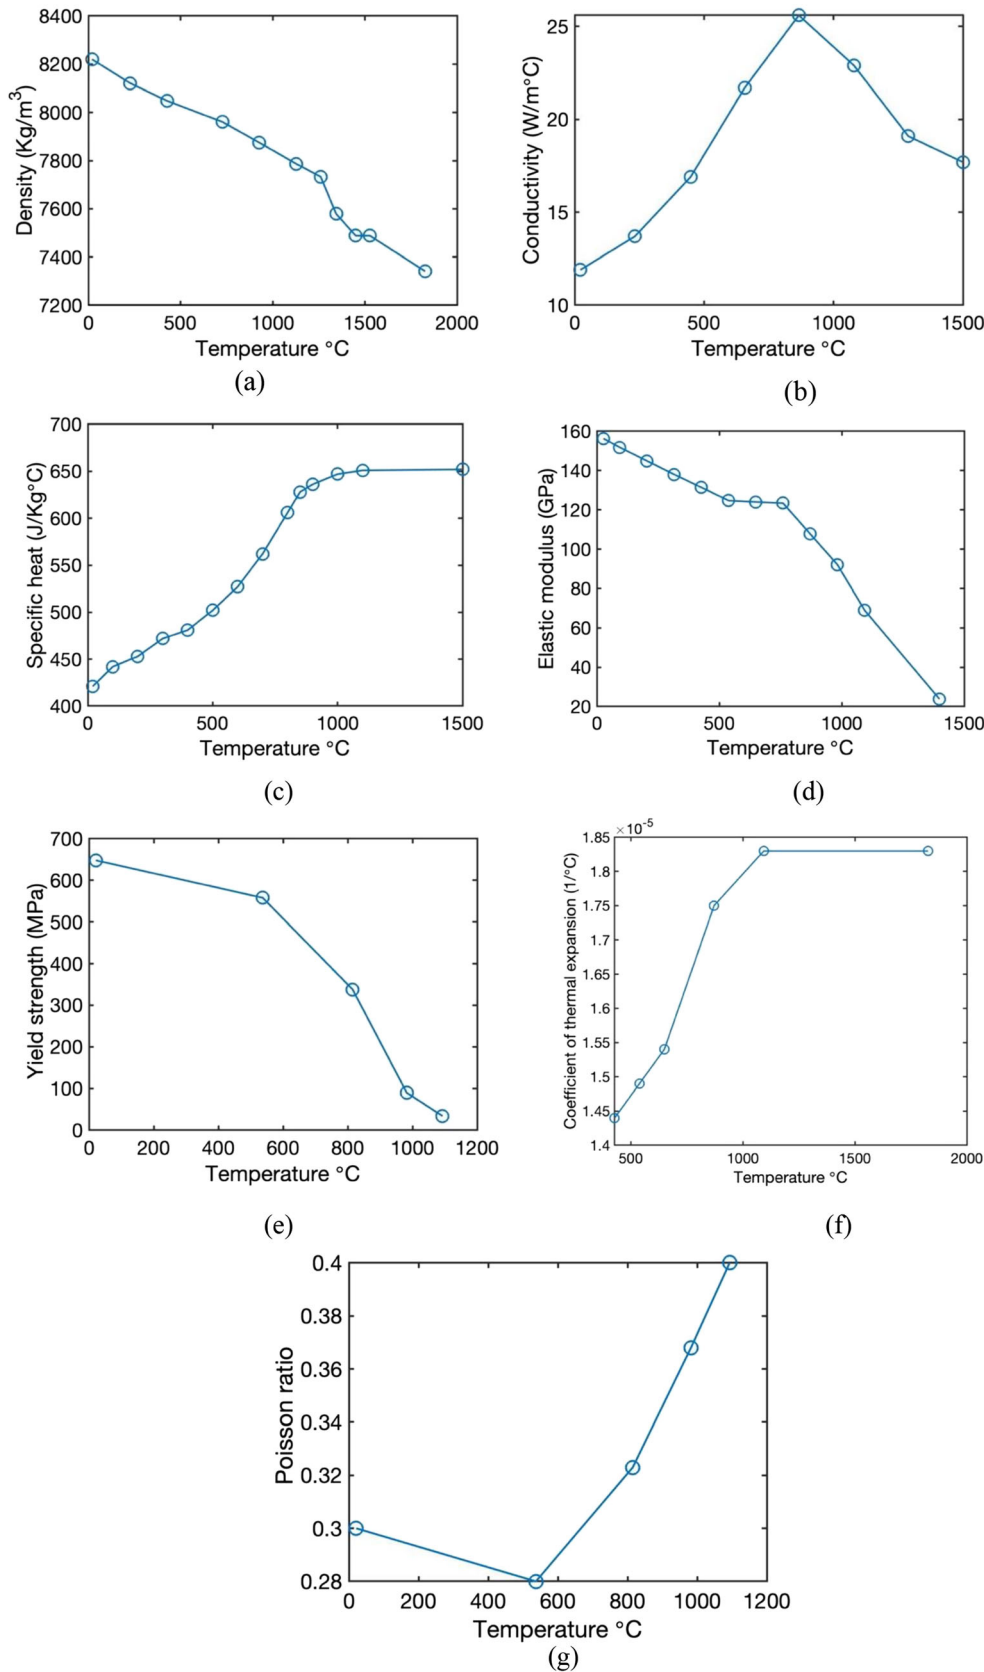 8400
8200
8000
7800
7600
7400
7200
Density (Kg/m³)
0 500 1000 1500 2000
Temperature °C
(a)
25
20
15
10
Conductivity (W/m°C)
0 500 1000 1500
Temperature °C
(b)
700
650
600
550
500
450
400
Specific heat (J/Kg°C)
0 500 1000 1500
Temperature °C
(c)
160
140
120
100
80
60
40
20
Elastic modulus (GPa)
0 500 1000 1500
Temperature °C
(d)
700
600
500
400
300
200
100
0
Yield strength (MPa)
0 200 400 600 800 1000 1200
Temperature °C
(e)
×10⁻⁵
1.85
1.8
1.75
1.7
1.65
1.6
1.55
1.5
1.45
1.4
Coefficient of thermal expansion (1/°C)
500 1000 1500 2000
Temperature °C
(f)
0.4
0.38
0.36
0.34
0.32
0.3
0.28
Poisson ratio
0 200 400 600 800 1000 1200
Temperature °C
(g)